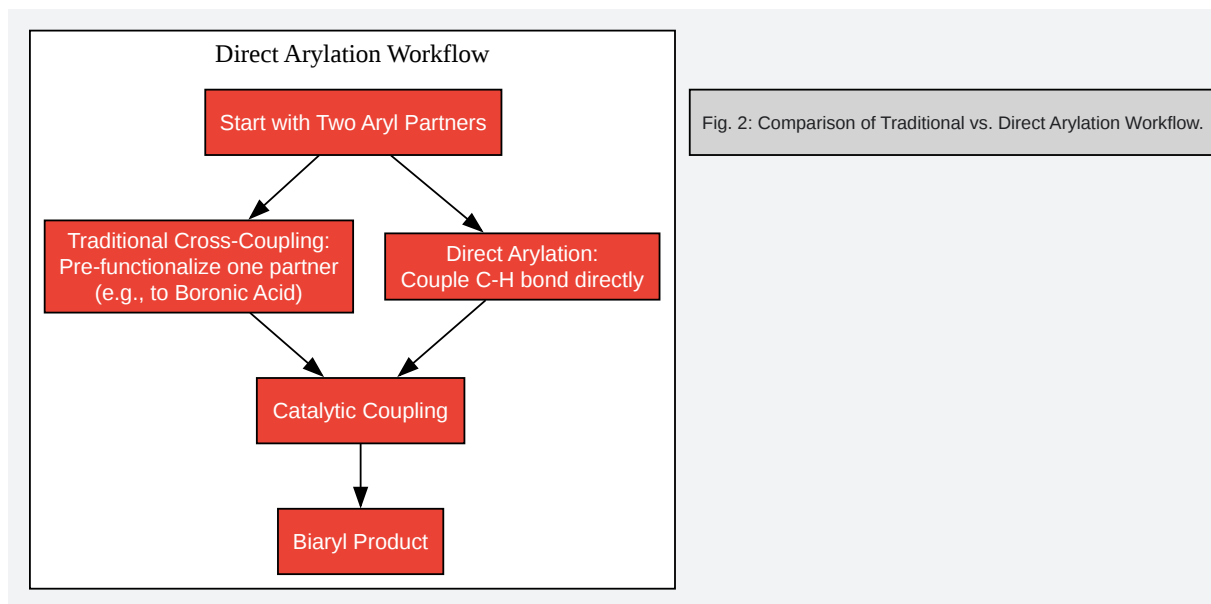 Direct Arylation Workflow
Start with Two Aryl Partners
Traditional Cross-Coupling:
Pre-functionalize one partner
(e.g., to Boronic Acid)
Direct Arylation:
Couple C-H bond directly
Catalytic Coupling
Biaryl Product
Fig. 2: Comparison of Traditional vs. Direct Arylation Workflow.